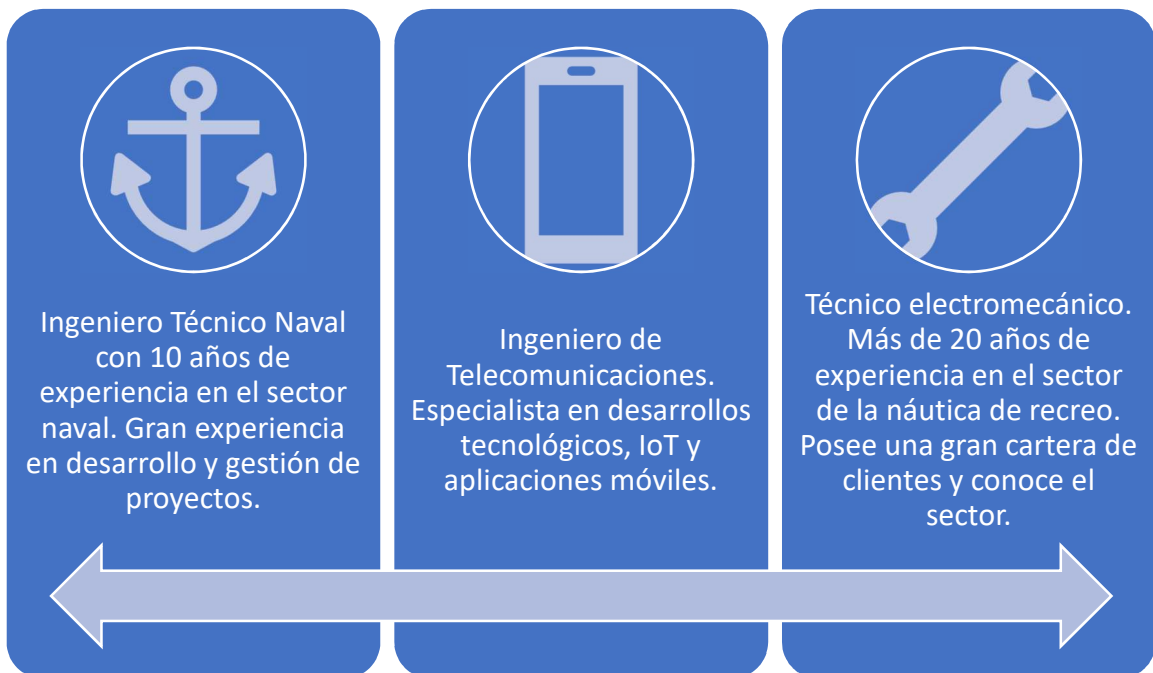 Ingeniero Técnico Naval
con 10 años de
experiencia en el sector
naval. Gran experiencia
en desarrollo y gestión de
proyectos.
Ingeniero de
Telecomunicaciones.
Especialista en desarrollos
tecnológicos, IoT y
aplicaciones móviles.
Técnico electromecánico.
Más de 20 años de
experiencia en el sector
de la náutica de recreo.
Posee una gran cartera de
clientes y conoce el
sector.